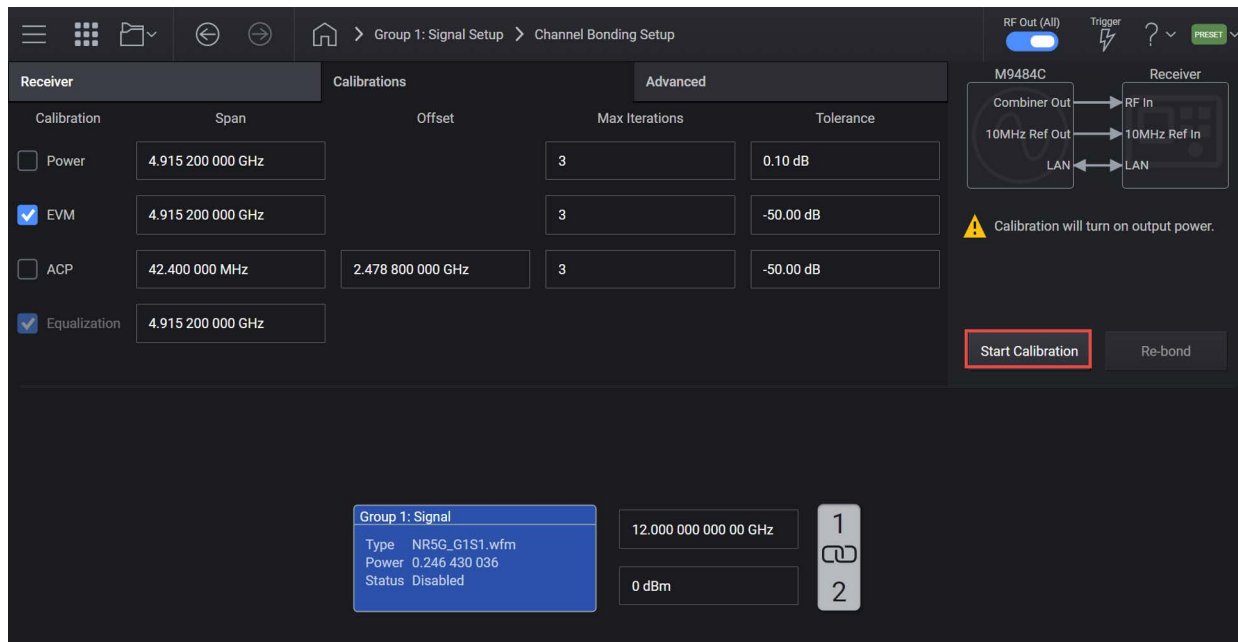 Group 1: Signal Setup > Channel Bonding Setup
RF Out (All)
Trigger
?
PRESET
Receiver
Calibrations
Advanced
Calibration Span Offset Max Iterations Tolerance
Power 4.915 200 000 GHz 3 0.10 dB
EVM 4.915 200 000 GHz 3 -50.00 dB
ACP 42.400 000 MHz 2.478 800 000 GHz 3 -50.00 dB
Equalization 4.915 200 000 GHz
M9484C Receiver
Combiner Out RF In
10MHz Ref Out 10MHz Ref In
LAN LAN
Calibration will turn on output power.
Start Calibration Re-bond
Group 1: Signal
Type NR5G_G1S1.wfm
Power 0.246 430 036
Status Disabled
12.000 000 000 00 GHz
0 dBm
1
2